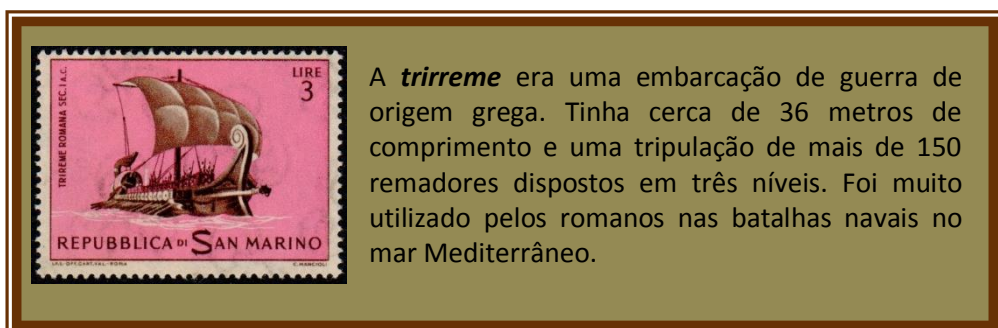 LIRE
3
TRIREME ROMANA SEC. I A.C.
REPUBBLICA DI SAN MARINO
A trirreme era uma embarcação de guerra de
origem grega. Tinha cerca de 36 metros de
comprimento e uma tripulação de mais de 150
remadores dispostos em três níveis. Foi muito
utilizado pelos romanos nas batalhas navais no
mar Mediterrâneo.